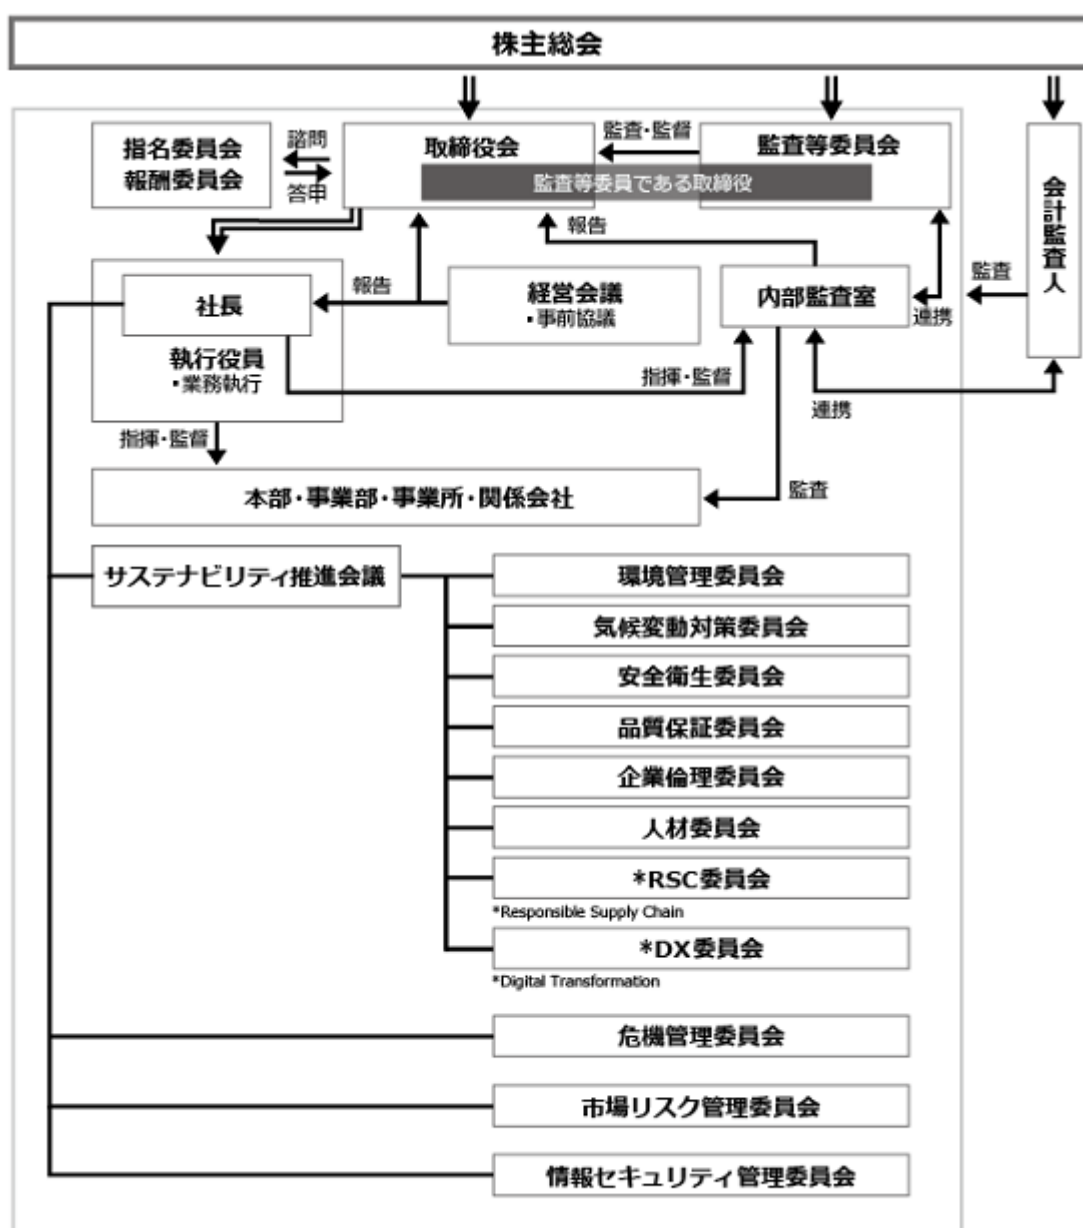 株主総会
指名委員会
報酬委員会
諮問
答申
取締役会
監査・監督
監査等委員会
監査等委員である取締役
会計監査人
報告
社長
執行役員
・業務執行
報告
経営会議
・事前協議
内部監査室
連携
監査
指揮・監督
連携
指揮・監督
本部・事業部・事業所・関係会社
監査
サステナビリティ推進会議
環境管理委員会
気候変動対策委員会
安全衛生委員会
品質保証委員会
企業倫理委員会
人材委員会
*RSC委員会
*Responsible Supply Chain
*DX委員会
*Digital Transformation
危機管理委員会
市場リスク管理委員会
情報セキュリティ管理委員会